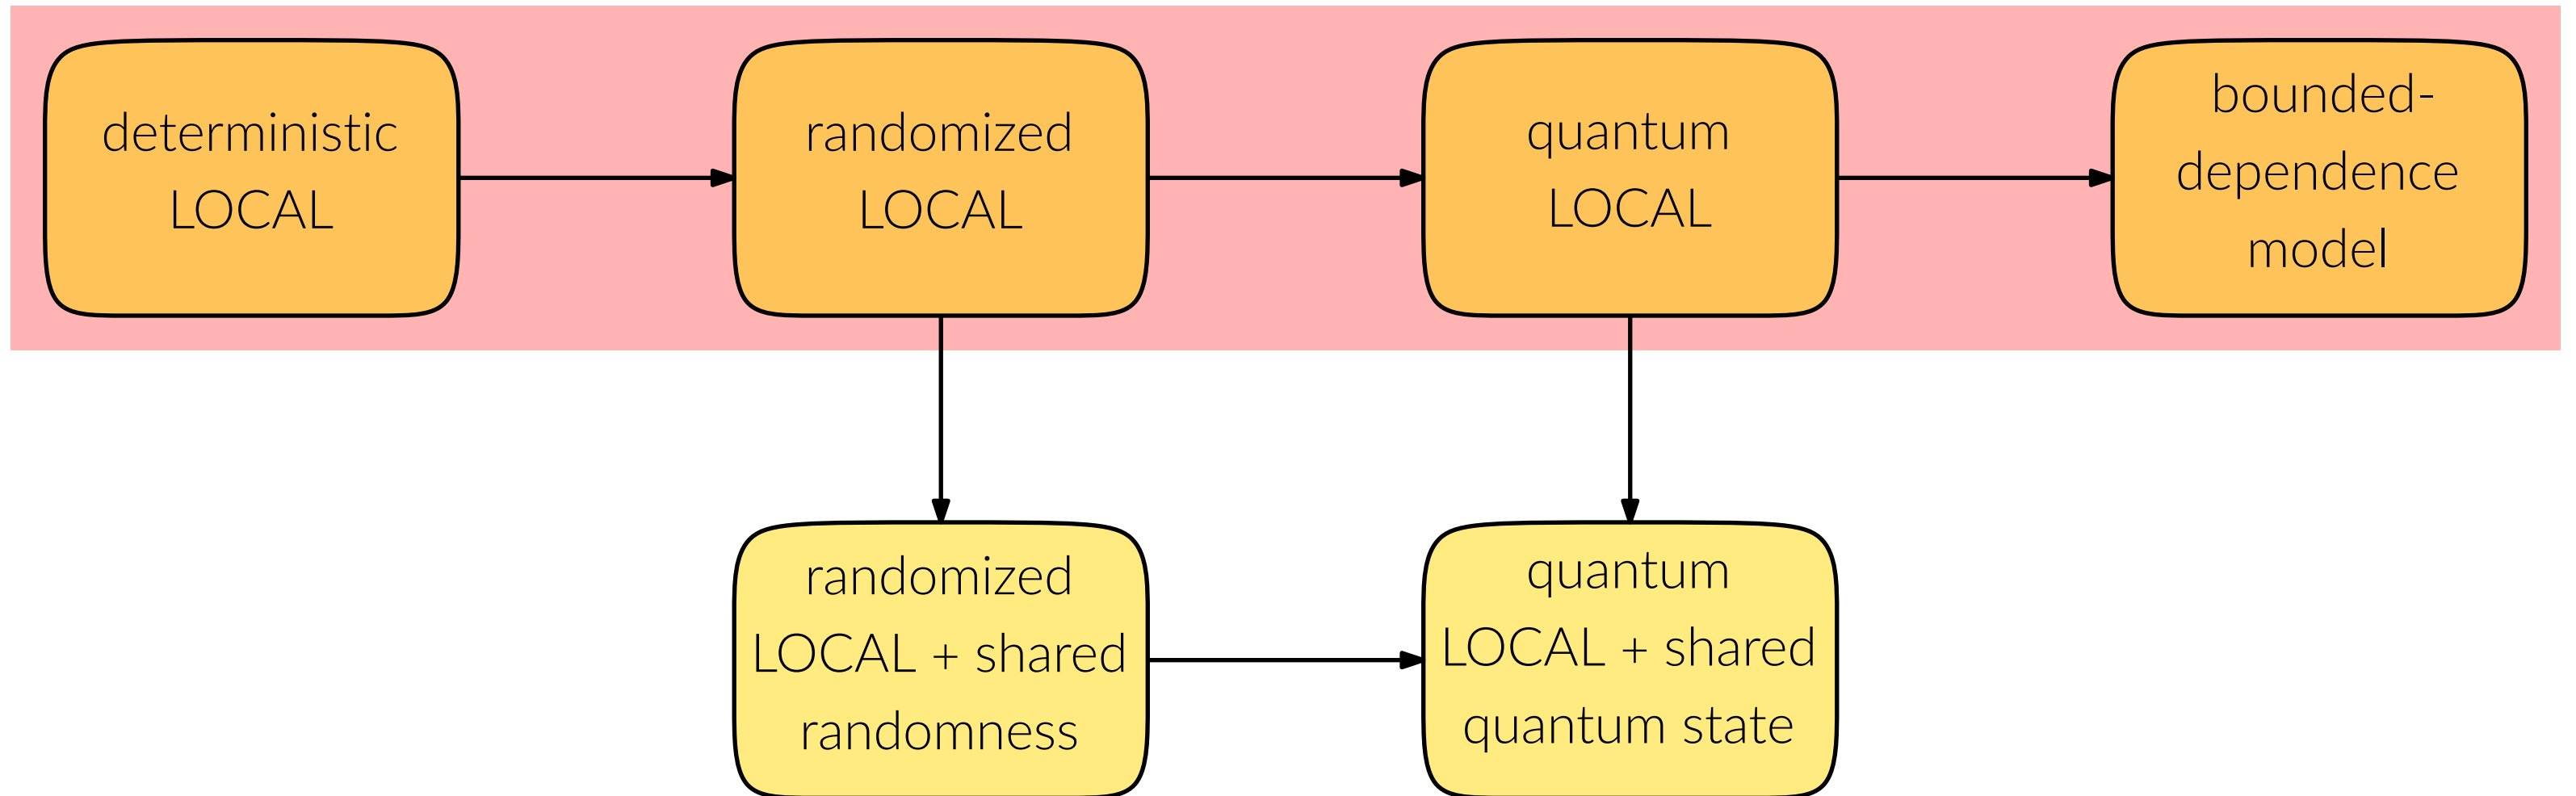 deterministic
LOCAL
randomized
LOCAL
quantum
LOCAL
bounded-
dependence
model
randomized
LOCAL + shared
randomness
quantum
LOCAL + shared
quantum state